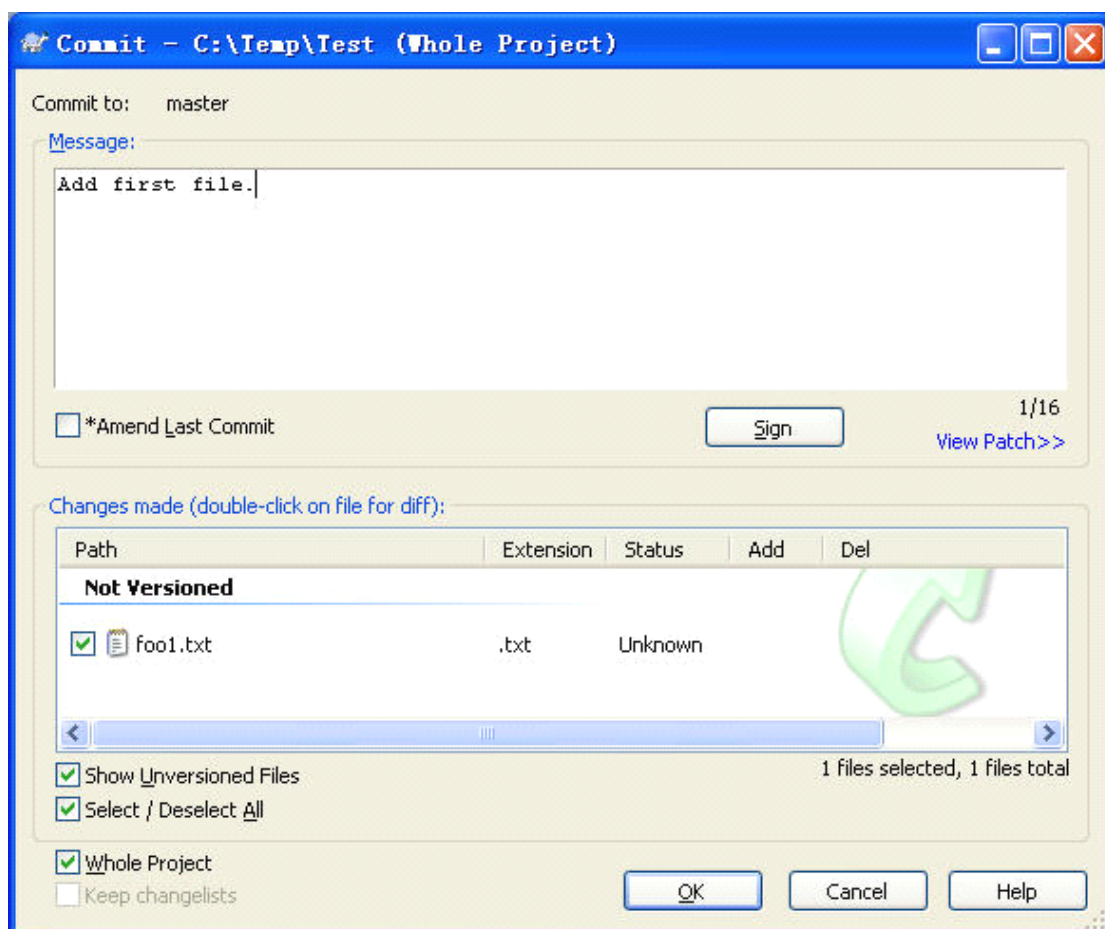 Commit - C:\Temp\Test (Whole Project)
Commit to: master
Message:
Add first file.
*Amend Last Commit
Sign
1/16
View Patch>>
Changes made (double-click on file for diff):
Path Extension Status Add Del
Not Versioned
foo1.txt .txt Unknown
Show Unversioned Files
1 files selected, 1 files total
Select / Deselect All
Whole Project
Keep changelists
OK Cancel Help